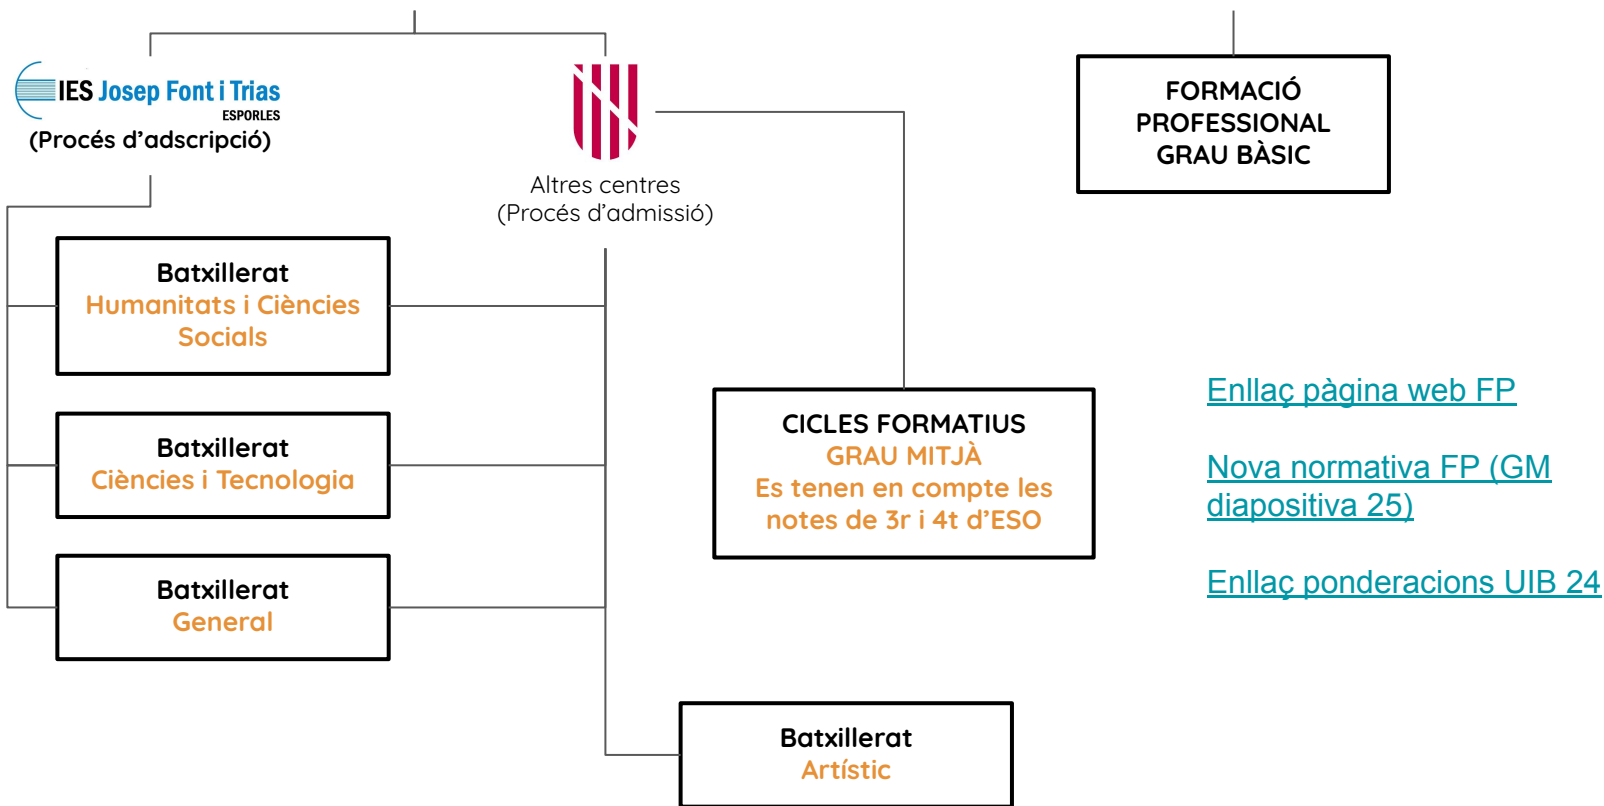 IES Josep Font i Trias
ESPORLES
(Procés d’adscripció)
Altres centres
(Procés d’admissió)
FORMACIÓ
PROFESSIONAL
GRAU BÀSIC
Batxillerat
Humanitats i Ciències
Socials
Batxillerat
Ciències i Tecnologia
Batxillerat
General
CICLES FORMATIUS
GRAU MITJÀ
Es tenen en compte les
notes de 3r i 4t d’ESO
Batxillerat
Artístic
Enllaç pàgina web FP
Nova normativa FP (GM
diapositiva 25)
Enllaç ponderacions UIB 24